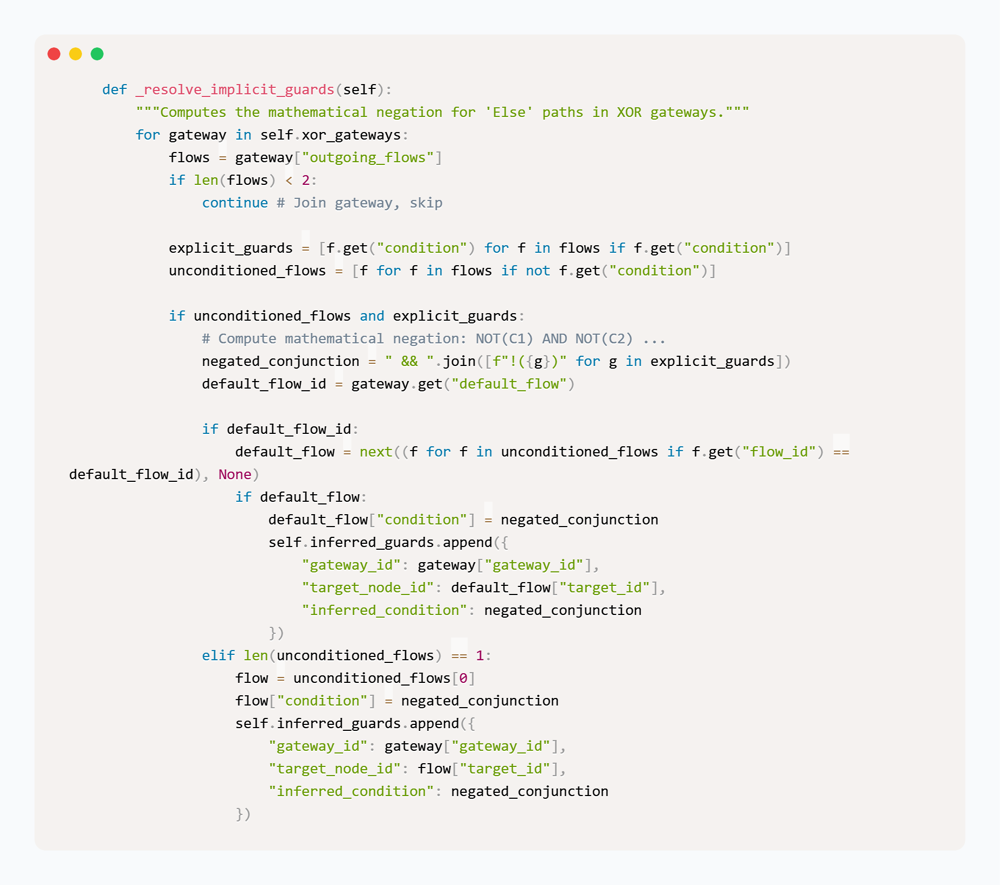 def _resolve_implicit_guards(self):
"""Computes the mathematical negation for 'Else' paths in XOR gateways."""
for gateway in self.xor_gateways:
flows = gateway["outgoing_flows"]
if len(flows) < 2:
continue # Join gateway, skip
explicit_guards = [f.get("condition") for f in flows if f.get("condition")]
unconditioned_flows = [f for f in flows if not f.get("condition")]
if unconditioned_flows and explicit_guards:
# Compute mathematical negation: NOT(C1) AND NOT(C2) ...
negated_conjunction = " && ".join([f"!({g})" for g in explicit_guards])
default_flow_id = gateway.get("default_flow")
if default_flow_id:
default_flow = next((f for f in unconditioned_flows if f.get("flow_id") ==
default_flow_id), None)
if default_flow:
default_flow["condition"] = negated_conjunction
self.inferred_guards.append({
"gateway_id": gateway["gateway_id"],
"target_node_id": default_flow["target_id"],
"inferred_condition": negated_conjunction
})
elif len(unconditioned_flows) == 1:
flow = unconditioned_flows[0]
flow["condition"] = negated_conjunction
self.inferred_guards.append({
"gateway_id": gateway["gateway_id"],
"target_node_id": flow["target_id"],
"inferred_condition": negated_conjunction
})